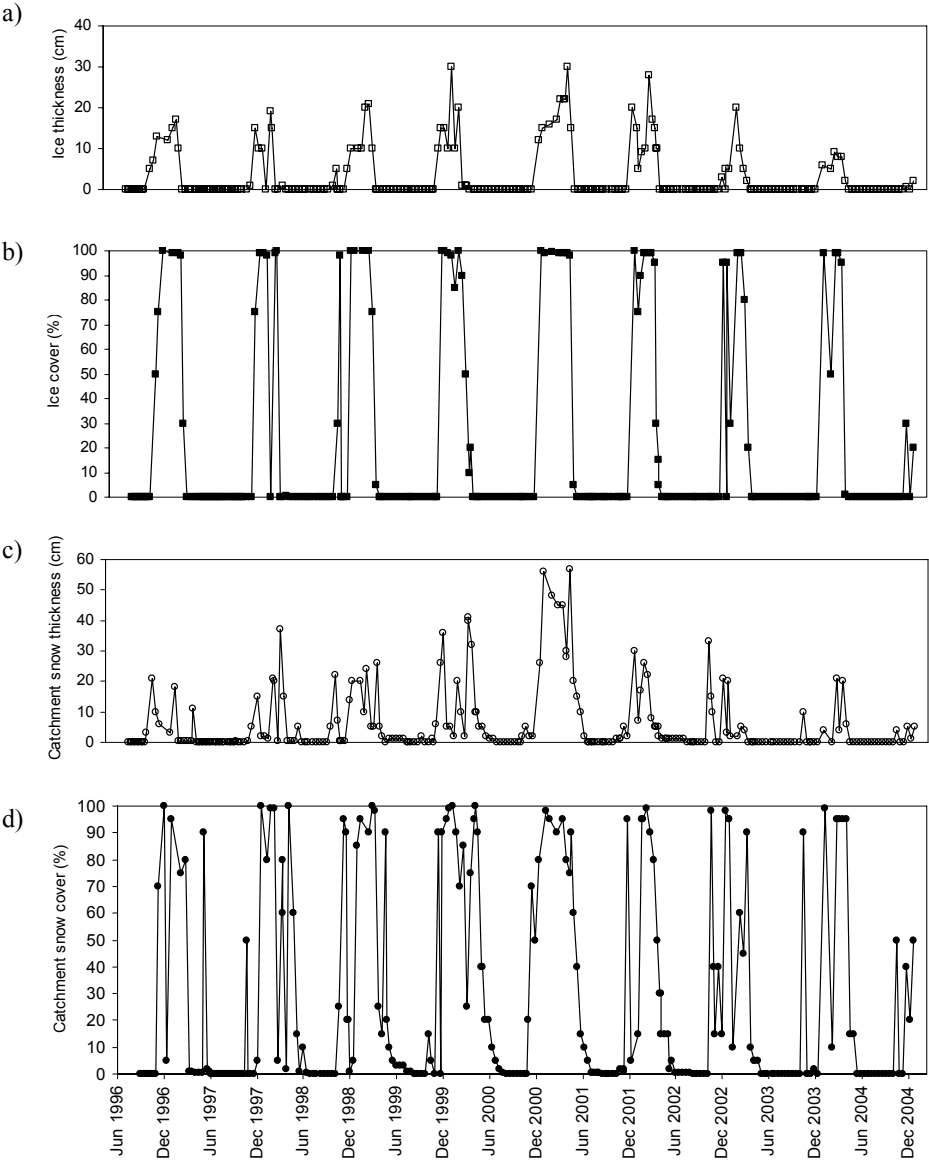 a)
Ice thickness (cm)
40
30
20
10
0
b)
Ice cover (%)
100
90
80
70
60
50
40
30
20
10
0
c)
Catchment snow thickness (cm)
60
50
40
30
20
10
0
d)
Catchment snow cover (%)
100
90
80
70
60
50
40
30
20
10
0
Jun 1996
Dec 1996
Jun 1997
Dec 1997
Jun 1998
Dec 1998
Jun 1999
Dec 1999
Jun 2000
Dec 2000
Jun 2001
Dec 2001
Jun 2002
Dec 2002
Jun 2003
Dec 2003
Jun 2004
Dec 2004